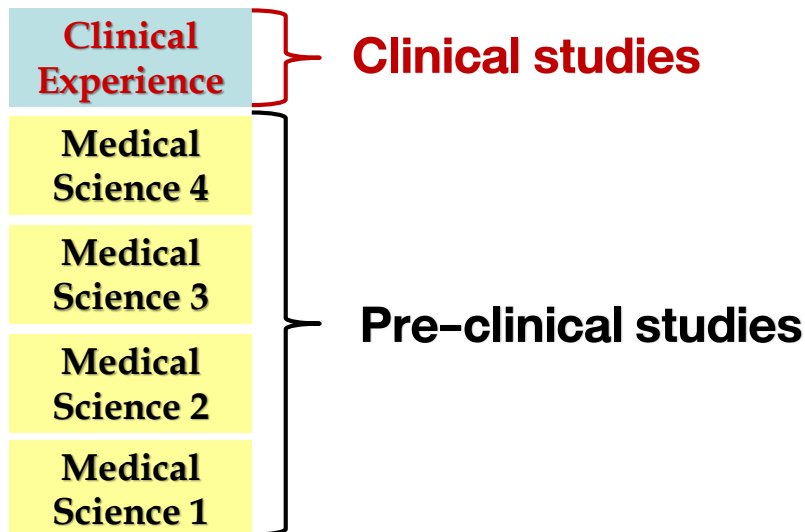 Clinical
Experience
Clinical studies
Medical
Science 4
Medical
Science 3
Pre-clinical studies
Medical
Science 2
Medical
Science 1